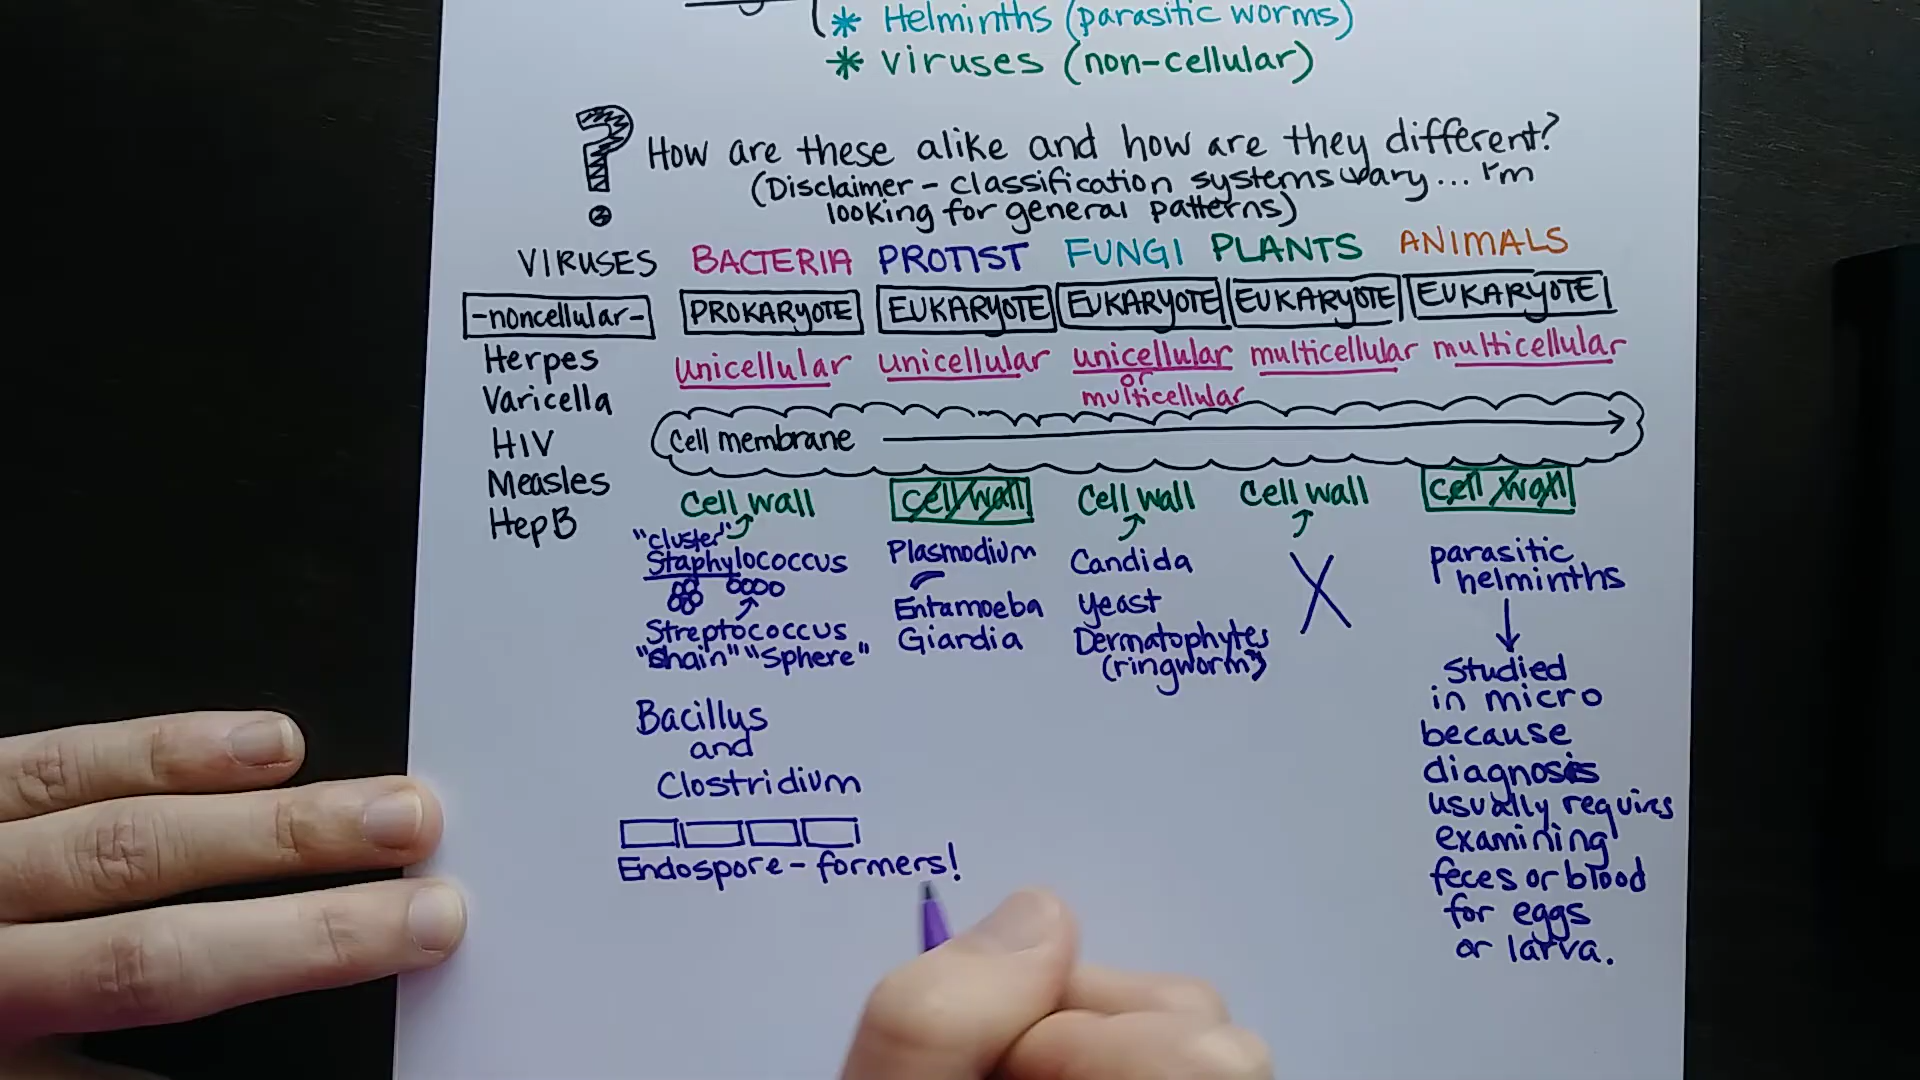 * Helminths (parasitic worms)
* Viruses (non-cellular)
? How are these alike and how are they different?
(Disclaimer - classification systems vary... I'm
looking for general patterns)
VIRUSES BACTERIA PROTIST FUNGI PLANTS ANIMALS
-noncellular- PROKARYOTE EUKARYOTE EUKARYOTE EUKARYOTE EUKARYOTE
Herpes
Varicella
HIV
Measles
HepB
unicellular unicellular unicellular multicellular multicellular
or
multicellular
Cell membrane
Cell wall cell wall Cell wall Cell wall cell wall
"cluster"
Staphylococcus
Streptococcus
"chain" "Sphere"
Bacillus
and
Clostridium
Endospore-formers!
Plasmodium
Entamoeba
Giardia
Candida
Yeast
Dermatophytes
(ringworm")
X
parasitic
helminths
Studied
in micro
because
diagnosis
usually requires
examining
feces or blood
for eggs
or larva.